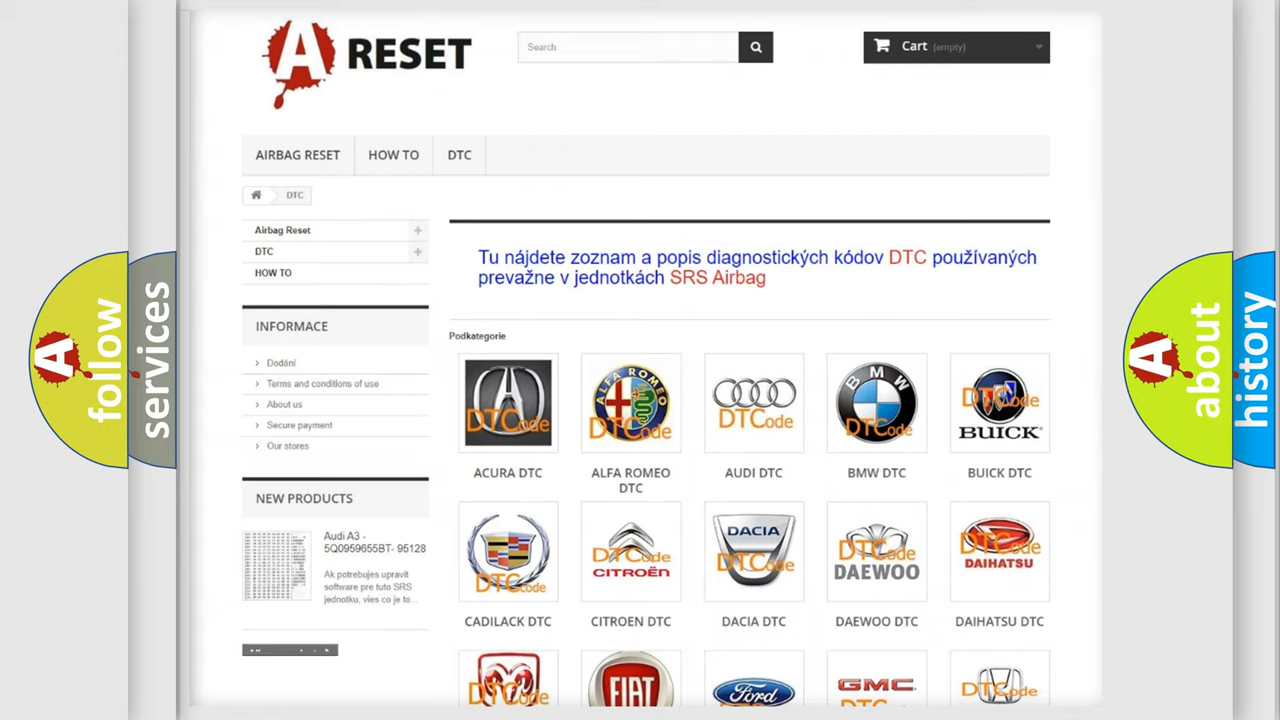 A RESET
Search
Cart (empty)
AIRBAG RESET
HOW TO
DTC
DTC
Airbag Reset
DTC
HOW TO
Tu nájdete zoznam a popis diagnostických kódov DTC používaných
prevažne v jednotkách SRS Airbag
INFORMACE
Dodání
Terms and conditions of use
About us
Secure payment
Our stores
Podkategorie
DTCode
ALFA ROMEO
DTCode
DTCode
BMW
DTCode
DTCode
BUICK
ACURA DTC
ALFA ROMEO
DTC
AUDI DTC
BMW DTC
BUICK DTC
NEW PRODUCTS
Audi A3 -
5Q0959655BT- 95128
Ak potrebujes upravit
software pre tuto SRS
jednotku, vies co je to...
DTCode
DTCode
CITROËN
DACIA
DTCode
DTCode
DAEWOO
DTCode
DAIHATSU
CADILACK DTC
CITROEN DTC
DACIA DTC
DAEWOO DTC
DAIHATSU DTC
DTCode
FIAT
Ford
GMC
DTCode
A follow
services
A about
history